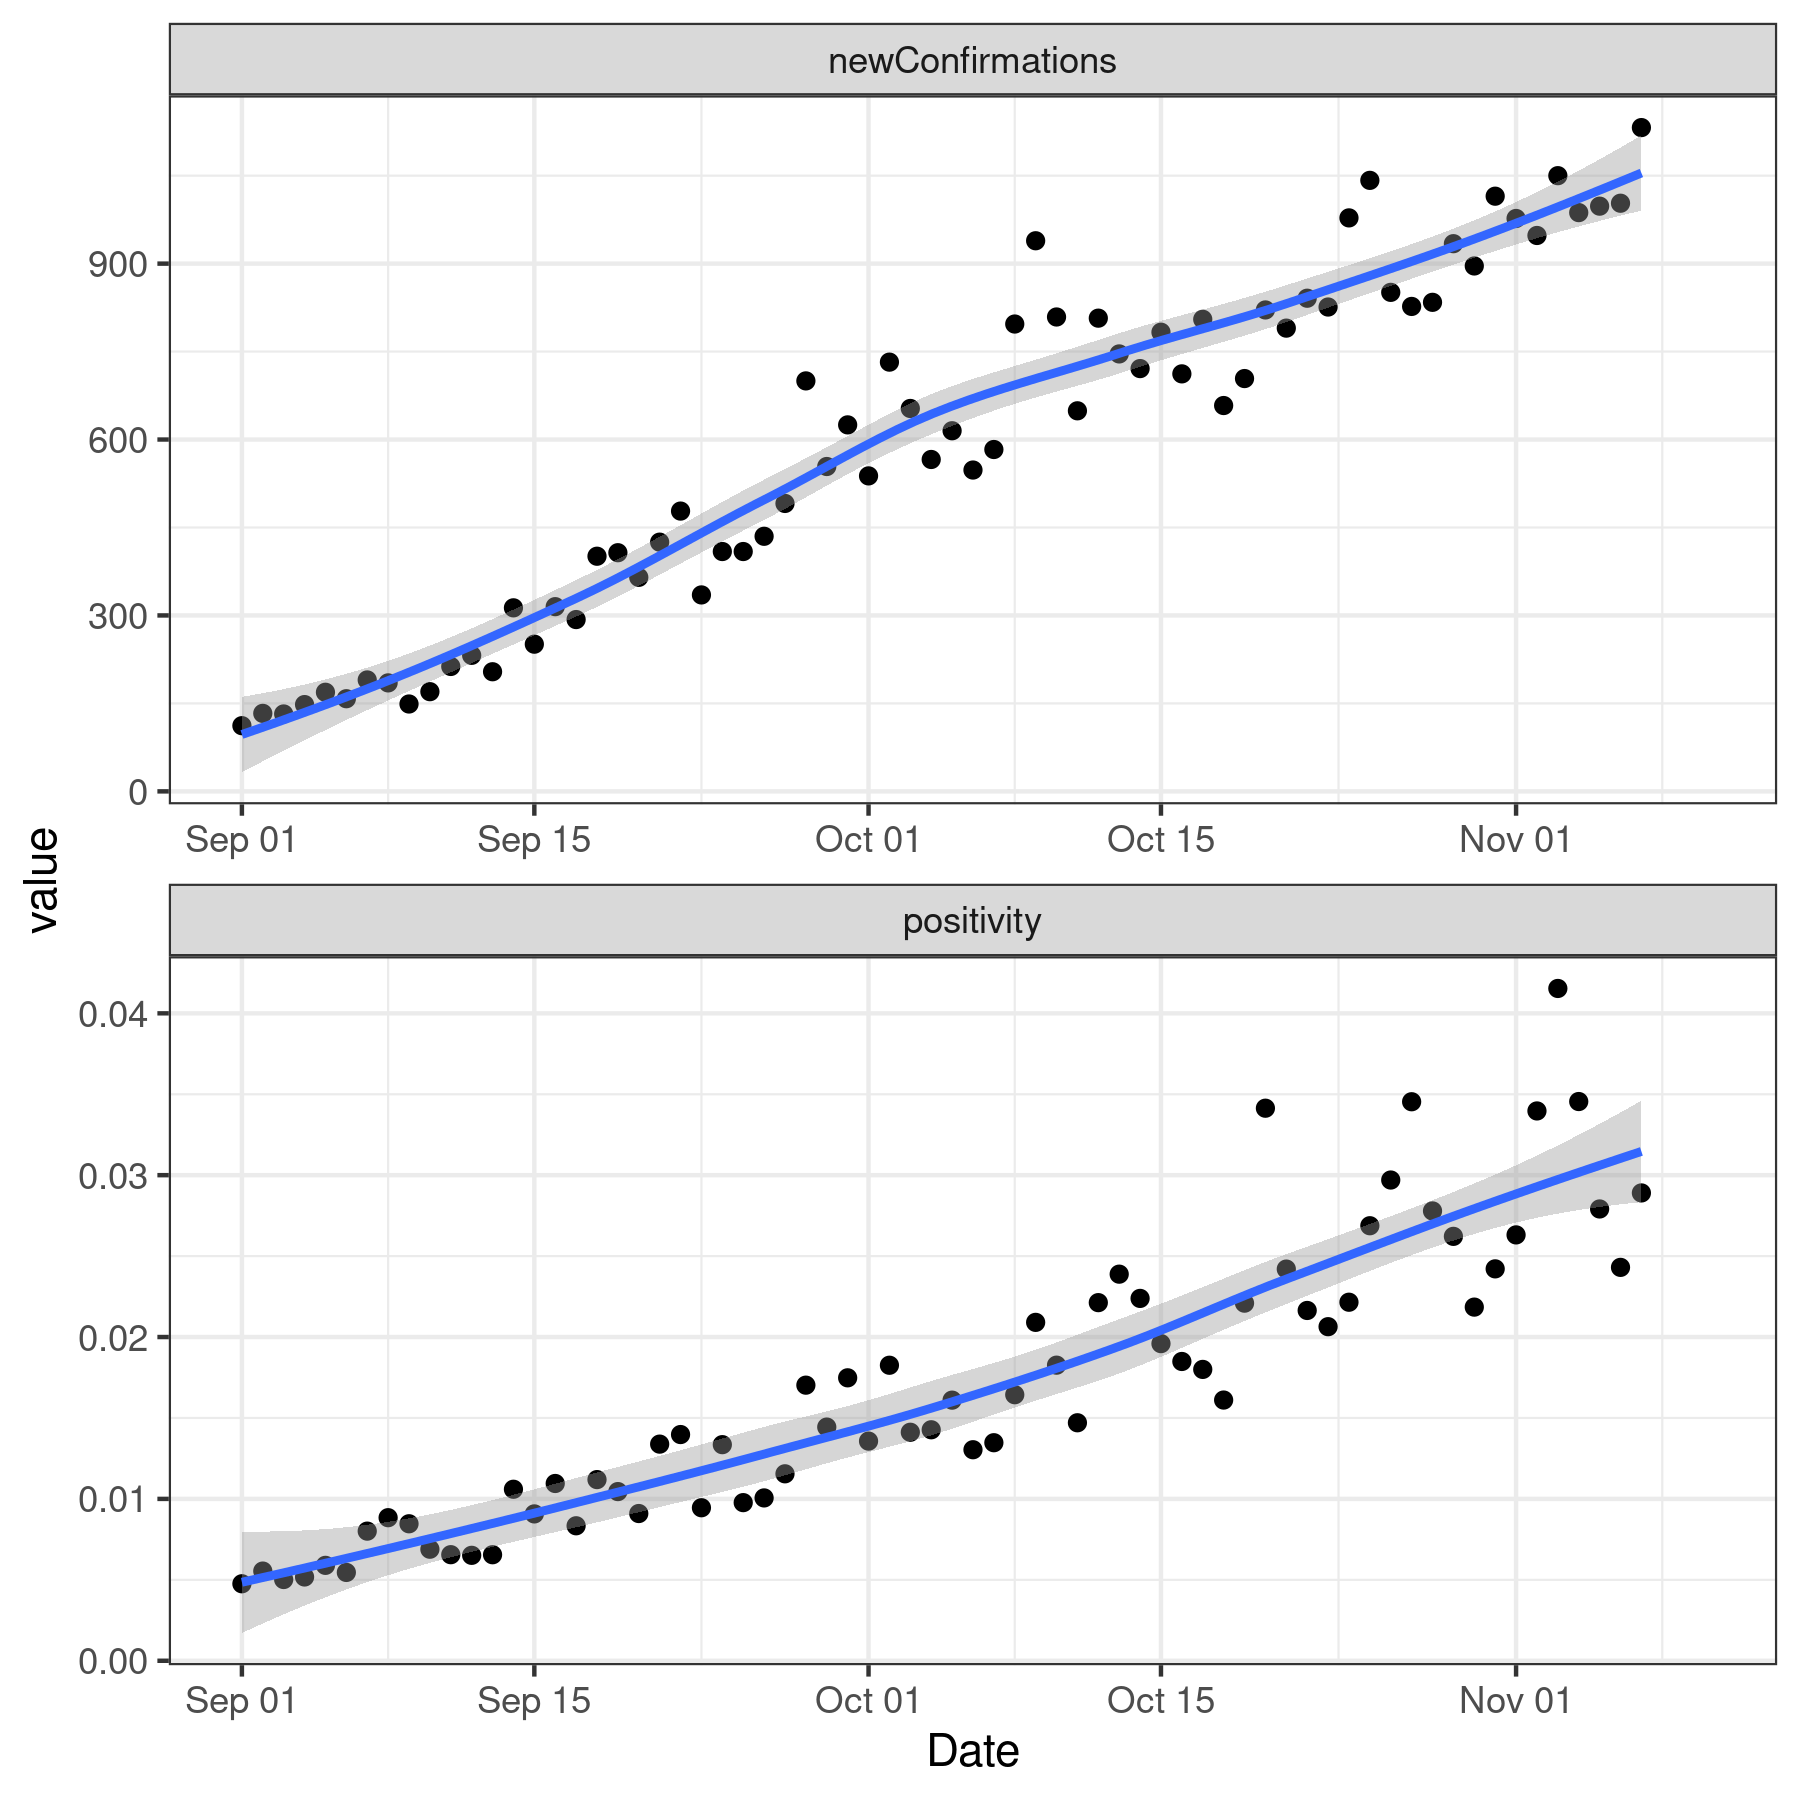 newConfirmations
900
600
300
0
Sep 01 Sep 15 Oct 01 Oct 15 Nov 01
value
positivity
0.04
0.03
0.02
0.01
0.00
Sep 01 Sep 15 Oct 01 Oct 15 Nov 01
Date